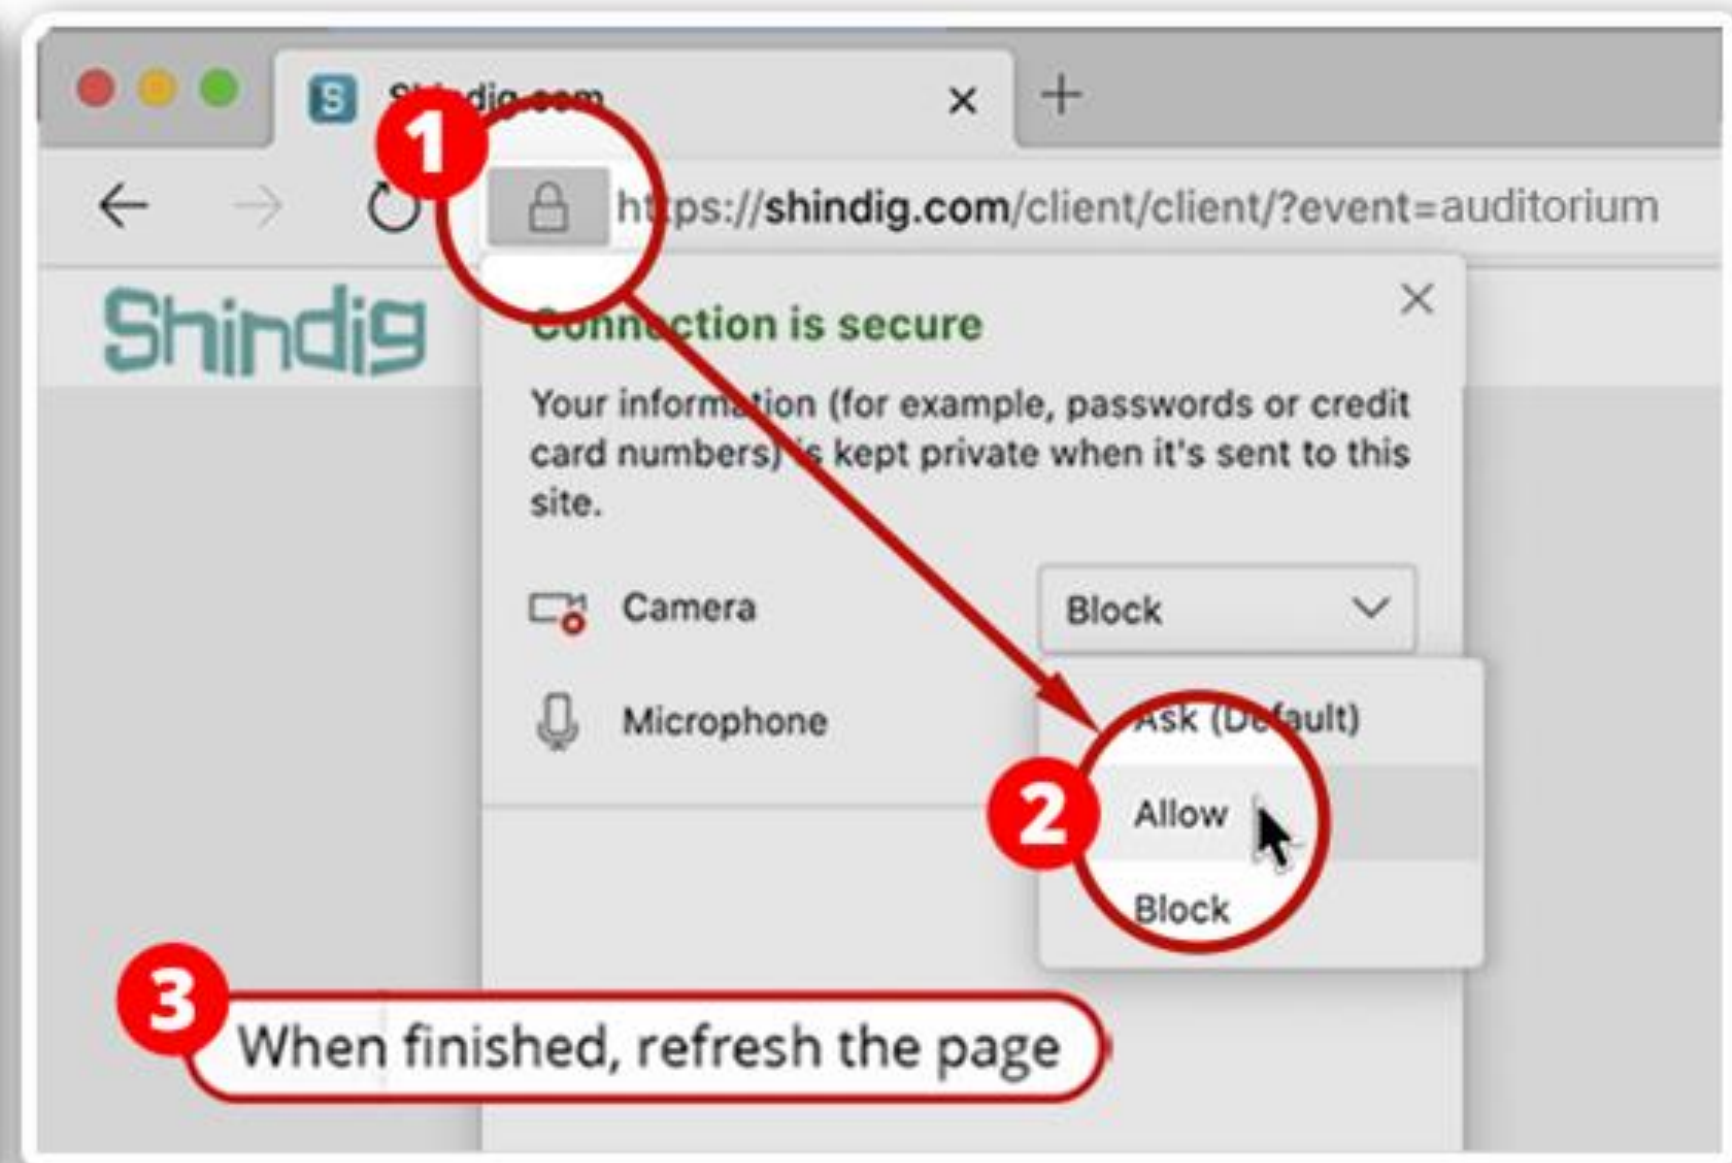 S
Shindig.com
1
https://shindig.com/client/client/?event=auditorium
Shindig
Connection is secure
Your information (for example, passwords or credit
card numbers) is kept private when it's sent to this
site.
Camera
Block
Microphone
Ask (Default)
2
Allow
Block
3
When finished, refresh the page